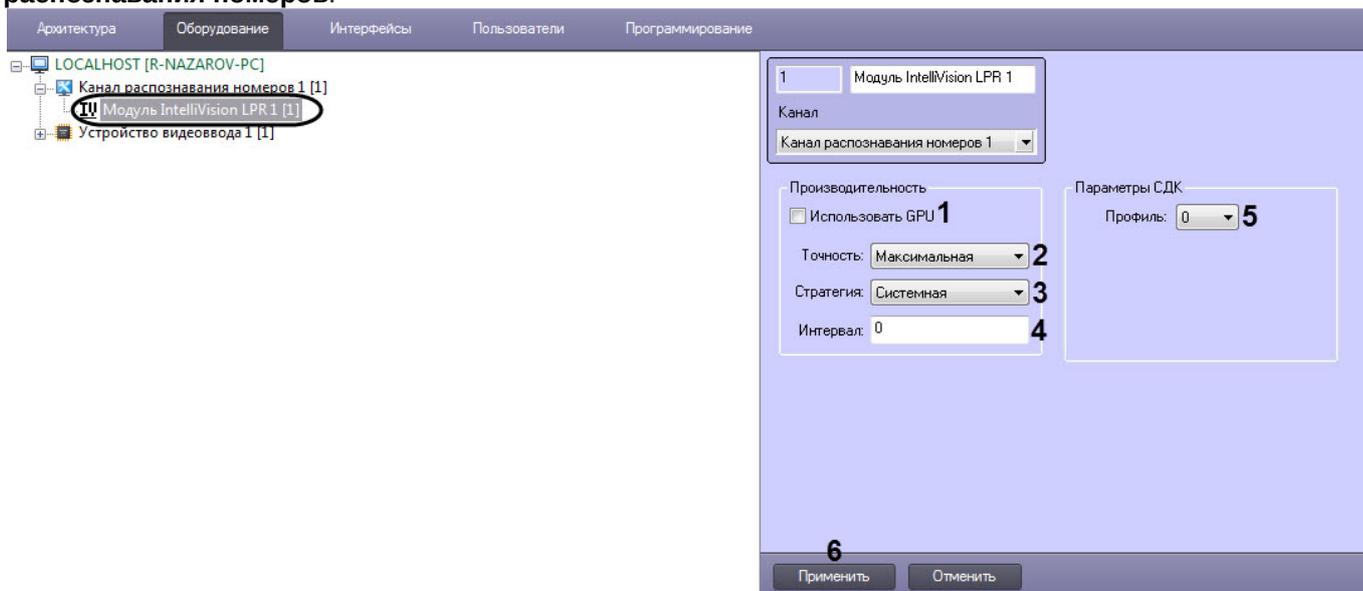 распознавания номеров.
Архитектура Оборудование Интерфейсы Пользователи Программирование
LOCALHOST [R-NAZAROV-PC]
Канал распознавания номеров 1 [1]
Модуль IntelliVision LPR 1 [1]
Устройство видеоввода 1 [1]
1 Модуль IntelliVision LPR 1
Канал
Канал распознавания номеров 1
Производительность
Использовать GPU 1
Точность: Максимальная 2
Стратегия: Системная 3
Интервал: 0 4
Параметры СДК
Профиль: 0 5
6
Применить Отменить